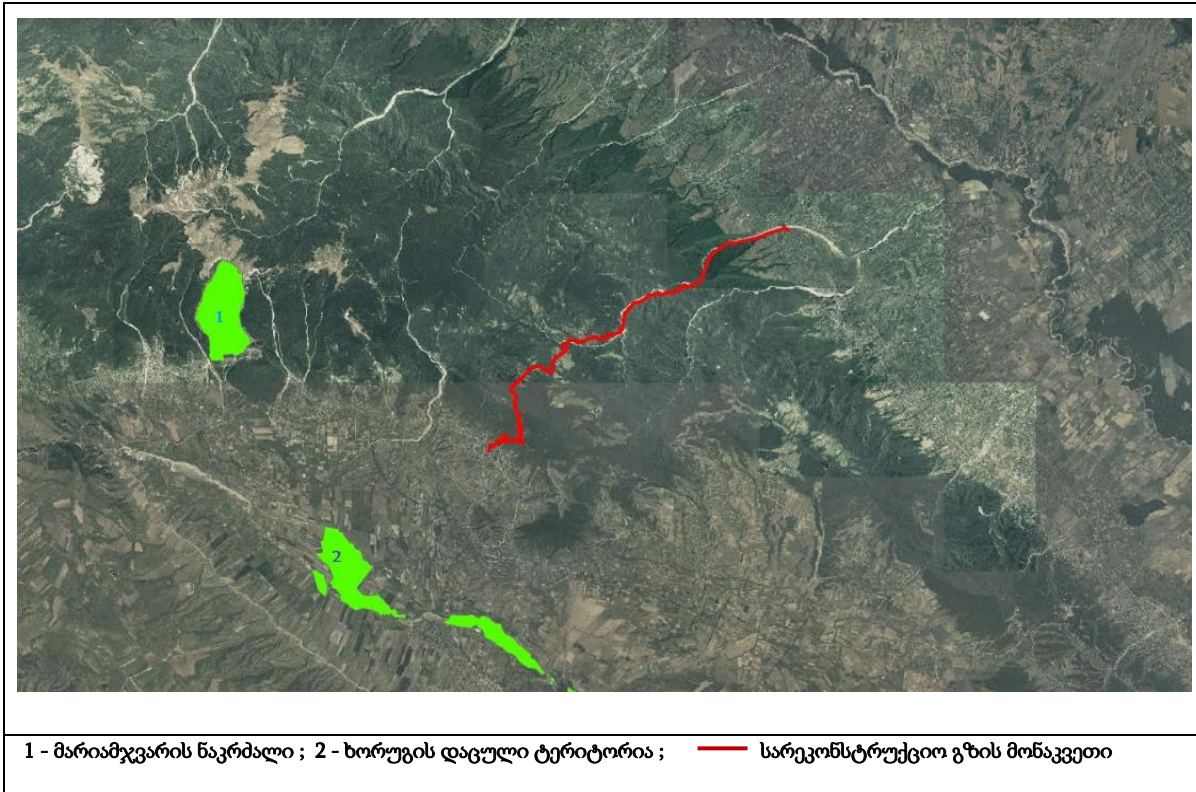 1
2
1 - მარიამჯვარის ნაკრძალი ; 2 - ხორუგის დაცული ტერიტორია ; სარეკონსტრუქციო გზის მონაკვეთი